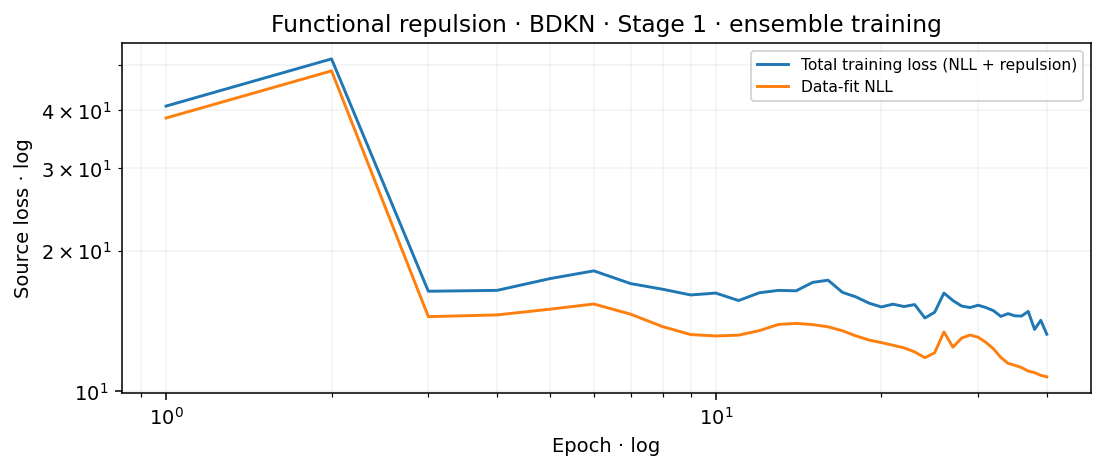 Functional repulsion · BDKN · Stage 1 · ensemble training
Total training loss (NLL + repulsion)
Data-fit NLL
Source loss · log
4 × 10¹
3 × 10¹
2 × 10¹
10¹
10⁰
10¹
Epoch · log